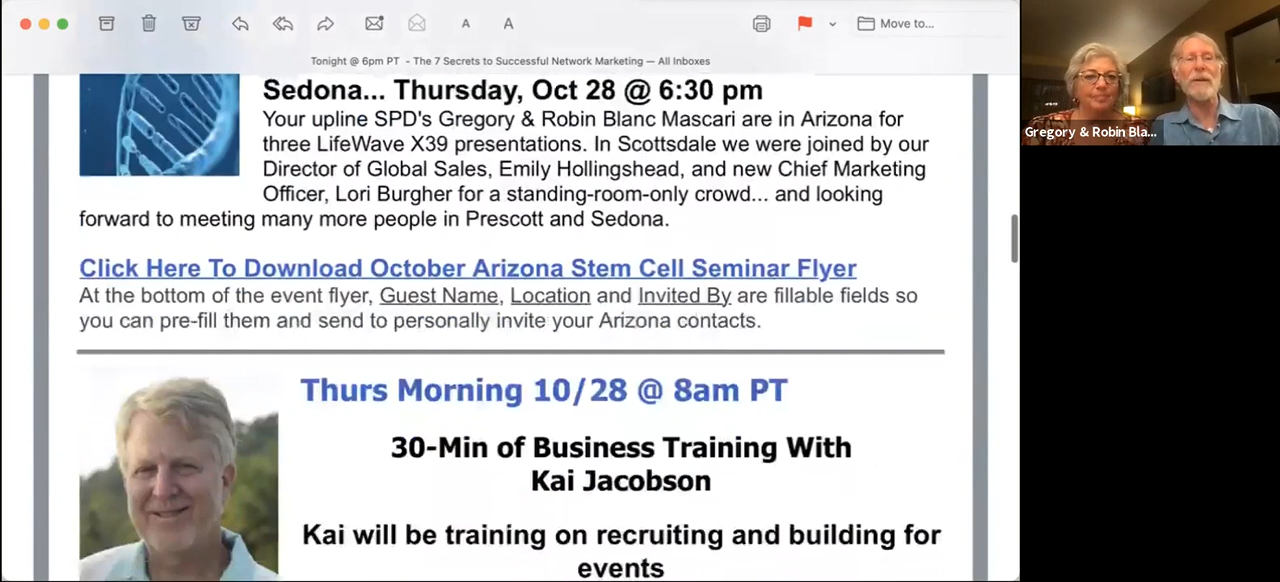 A A
Move to...
Tonight @ 6pm PT - The 7 Secrets to Successful Network Marketing — All Inboxes
Sedona... Thursday, Oct 28 @ 6:30 pm
Your upline SPD's Gregory & Robin Blanc Mascari are in Arizona for
three LifeWave X39 presentations. In Scottsdale we were joined by our
Director of Global Sales, Emily Hollingshead, and new Chief Marketing
Officer, Lori Burgher for a standing-room-only crowd... and looking
forward to meeting many more people in Prescott and Sedona.
Click Here To Download October Arizona Stem Cell Seminar Flyer
At the bottom of the event flyer, Guest Name, Location and Invited By are fillable fields so
you can pre-fill them and send to personally invite your Arizona contacts.
Thurs Morning 10/28 @ 8am PT
30-Min of Business Training With
Kai Jacobson
Kai will be training on recruiting and building for
events
Gregory & Robin Bla...